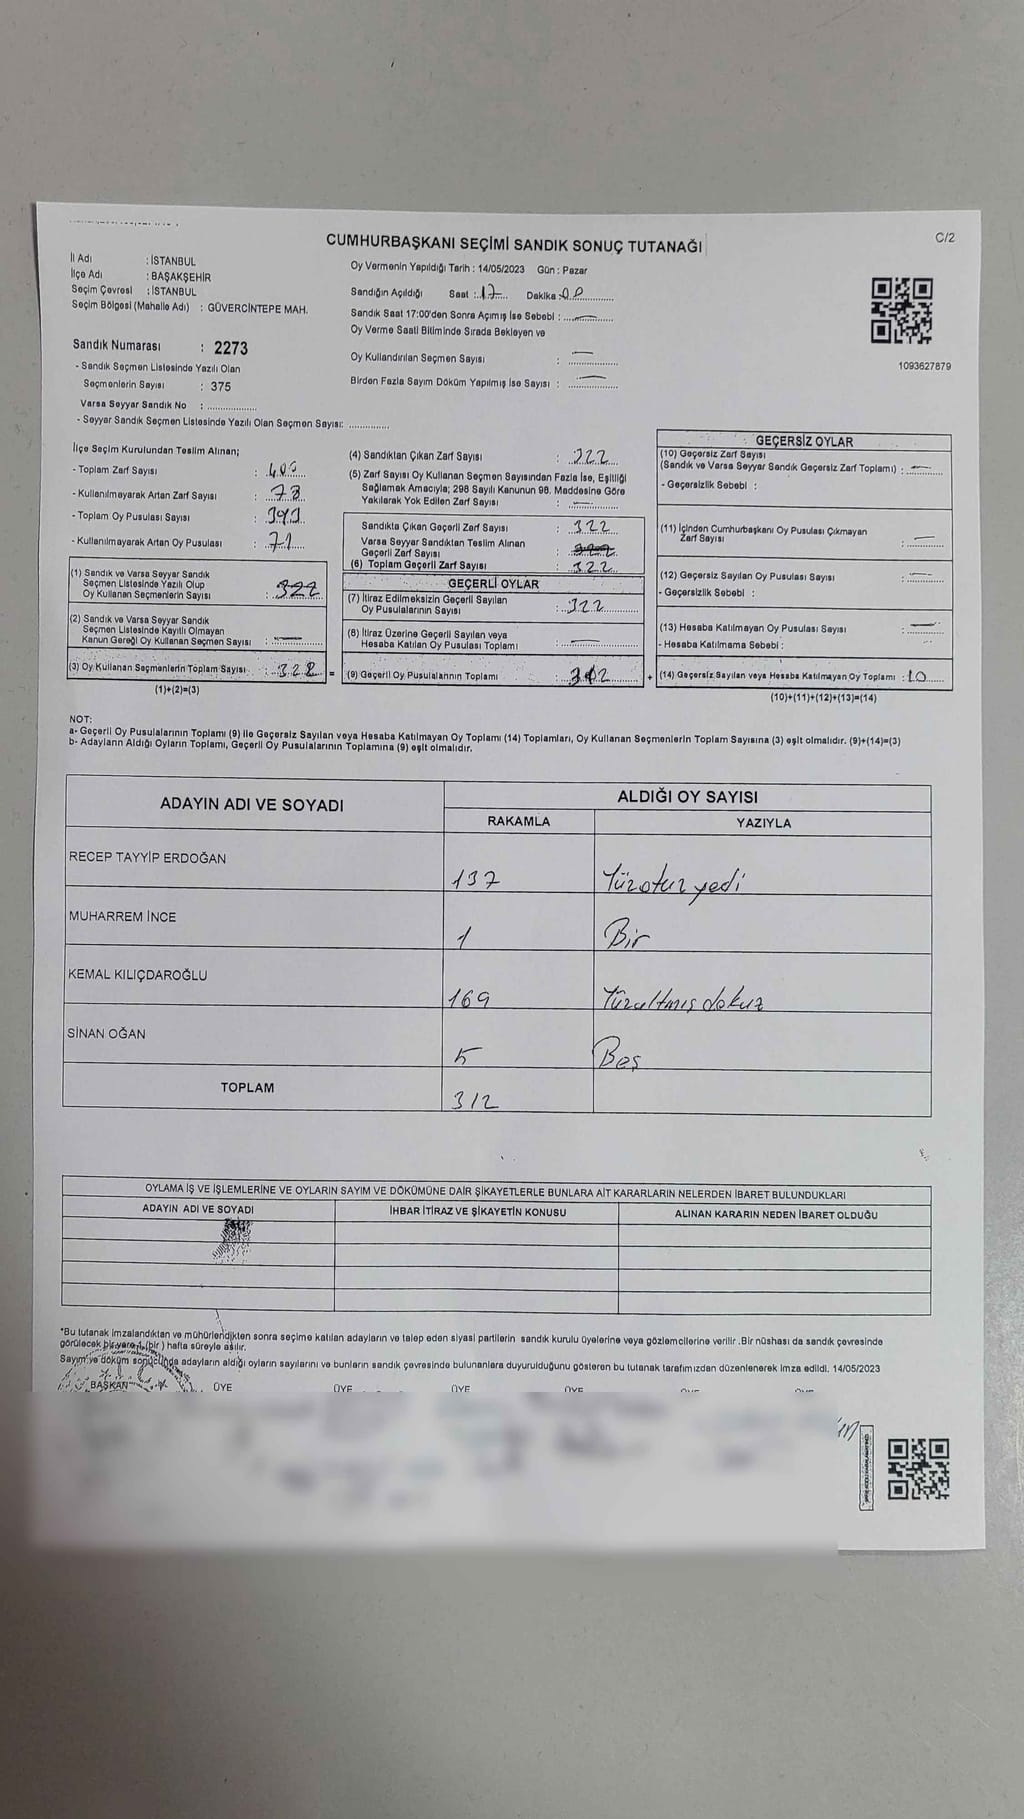 C/2
CUMHURBAŞKANI SEÇİMİ SANDIK SONUÇ TUTANAĞI
İl Adı : İSTANBUL
İlçe Adı : BAŞAKŞEHİR
Seçim Çevresi : İSTANBUL
Seçim Bölgesi (Mahalle Adı) : GÜVERCİNTEPE MAH.
Sandık Numarası : 2273
- Sandık Seçmen Listesinde Yazılı Olan
Seçmenlerin Sayısı : 375
Varsa Seyyar Sandık No :
- Seyyar Sandık Seçmen Listesinde Yazılı Olan Seçmen Sayısı:
Oy Vermenin Yapıldığı Tarih : 14/05/2023 Gün : Pazar
Sandığın Açıldığı Saat : 17 Dakika :
Sandık Saat 17:00'den Sonra Açımış İse Sebebi : —
Oy Verme Saati Bitiminde Sırada Bekleyen ve
Oy Kullandırılan Seçmen Sayısı : —
Birden Fazla Sayım Döküm Yapılmış İse Sayısı : —
1093627879
İlçe Seçim Kurulundan Teslim Alınan;
- Toplam Zarf Sayısı :
- Kullanılmayarak Artan Zarf Sayısı : 78
- Toplam Oy Pusulası Sayısı : 393
- Kullanılmayarak Artan Oy Pusulası : 71
(1) Sandık ve Varsa Seyyar Sandık
Seçmen Listesinde Yazılı Olup
Oy Kullanan Seçmenlerin Sayısı : 322
(2) Sandık ve Varsa Seyyar Sandık
Seçmen Listesinde Kayıtlı Olmayan
Kanun Gereği Oy Kullanan Seçmen Sayısı : —
(3) Oy Kullanan Seçmenlerin Toplam Sayısı : 322 =
(1)+(2)=(3)
(4) Sandıktan Çıkan Zarf Sayısı : 322
(5) Zarf Sayısı Oy Kullanan Seçmen Sayısından Fazla İse, Eşitliği
Sağlamak Amacıyla; 298 Sayılı Kanunun 98. Maddesine Göre
Yakılarak Yok Edilen Zarf Sayısı : —
Sandıkta Çıkan Geçerli Zarf Sayısı : 322
Varsa Seyyar Sandıktan Teslim Alınan
Geçerli Zarf Sayısı :
(6) Toplam Geçerli Zarf Sayısı : 322
GEÇERLİ OYLAR
(7) İtiraz Edilmeksizin Geçerli Sayılan
Oy Pusulalarının Sayısı : 322
(8) İtiraz Üzerine Geçerli Sayılan veya
Hesaba Katılan Oy Pusulası Toplamı : —
(9) Geçerli Oy Pusulalarının Toplamı : 312 +
GEÇERSİZ OYLAR
(10) Geçersiz Zarf Sayısı
(Sandık ve Varsa Seyyar Sandık Geçersiz Zarf Toplamı) : —
- Geçersizlik Sebebi :
(11) İçinden Cumhurbaşkanı Oy Pusulası Çıkmayan
Zarf Sayısı : —
(12) Geçersiz Sayılan Oy Pusulası Sayısı : —
- Geçersizlik Sebebi :
(13) Hesaba Katılmayan Oy Pusulası Sayısı : —
- Hesaba Katılmama Sebebi :
(14) Geçersiz Sayılan veya Hesaba Katılmayan Oy Toplamı : 10
(10)+(11)+(12)+(13)=(14)
NOT:
a- Geçerli Oy Pusulalarının Toplamı (9) ile Geçersiz Sayılan veya Hesaba Katılmayan Oy Toplamı (14) Toplamları, Oy Kullanan Seçmenlerin Toplam Sayısına (3) eşit olmalıdır. (9)+(14)=(3)
b- Adayların Aldığı Oyların Toplamı, Geçerli Oy Pusulalarının Toplamına (9) eşit olmalıdır.
ADAYIN ADI VE SOYADI ALDIĞI OY SAYISI
RAKAMLA YAZIYLA
RECEP TAYYİP ERDOĞAN 137 Yüzotuz yedi
MUHARREM İNCE 1 Bir
KEMAL KILIÇDAROĞLU 169 Yüzaltmış dokuz
SİNAN OĞAN 5 Beş
TOPLAM 312
OYLAMA İŞ VE İŞLEMLERİNE VE OYLARIN SAYIM VE DÖKÜMÜNE DAİR ŞİKAYETLERLE BUNLARA AİT KARARLARIN NELERDEN İBARET BULUNDUKLARI
ADAYIN ADI VE SOYADI İHBAR İTİRAZ VE ŞİKAYETİN KONUSU ALINAN KARARIN NEDEN İBARET OLDUĞU
*Bu tutanak imzalandıktan ve mühürlendikten sonra seçime katılan adayların ve talep eden siyasi partilerin sandık kurulu üyelerine veya gözlemcilerine verilir .Bir nüshası da sandık çevresinde
görülecek bir yere 1 (bir ) hafta süreyle asılır.
Sayım ve döküm sonucunda adayların aldığı oyların sayılarını ve bunların sandık çevresinde bulunanlara duyurulduğunu gösteren bu tutanak tarafımızdan düzenlenerek imza edildi. 14/05/2023
BAŞKAN ÜYE ÜYE ÜYE ÜYE